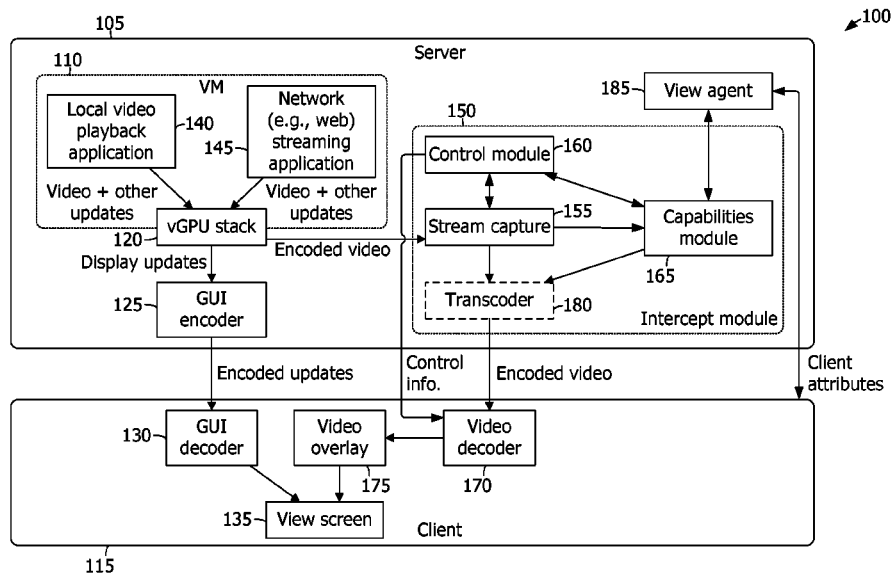 105
100
Server
110
VM
Local video
playback
application
140
Network
(e.g., web)
streaming
application
145
185
View agent
150
Control module
160
Video + other
updates
Video + other
updates
vGPU stack
120
Encoded video
Stream capture
155
Capabilities
module
165
Display updates
GUI
encoder
125
Transcoder
180
Intercept module
Encoded updates
Control
info.
Encoded video
Client
attributes
GUI
decoder
130
Video
overlay
175
Video
decoder
170
View screen
135
Client
115